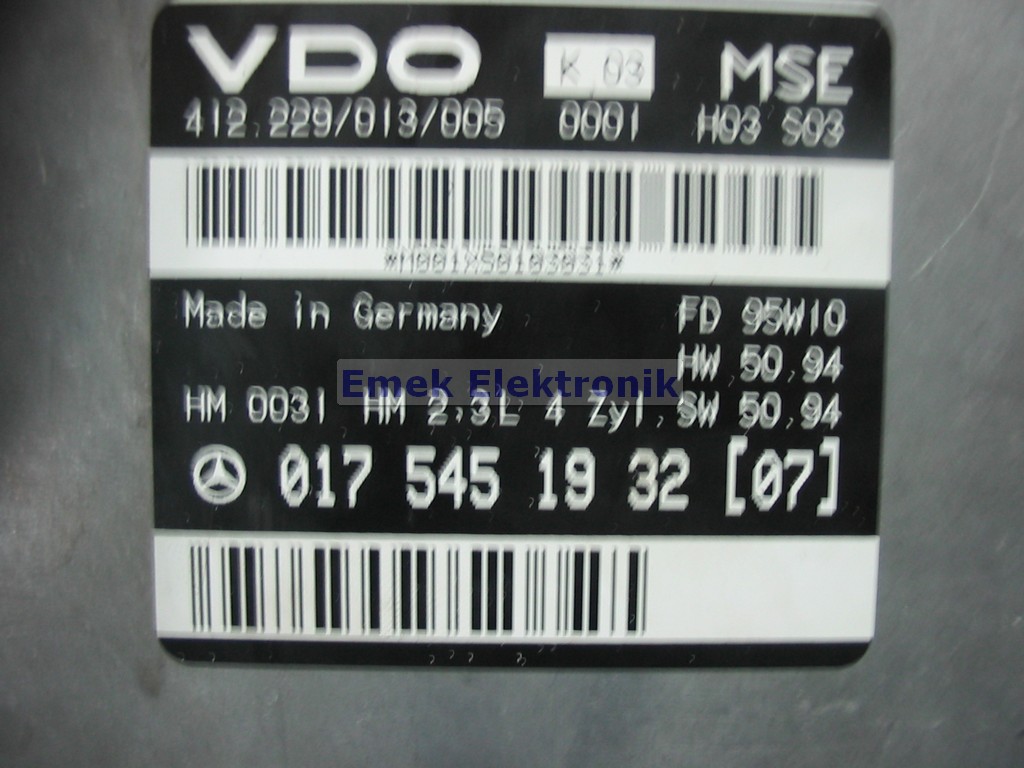 VDO K 03 MSE
412.229/013/005 0001 H03 S03
*M001XS0103031*
Made in Germany FD 95W10
HW 50.94
Emek Elektronik
HM 0031 HM 2,3L 4 Zyl. SW 50.94
017 545 19 32 [07]